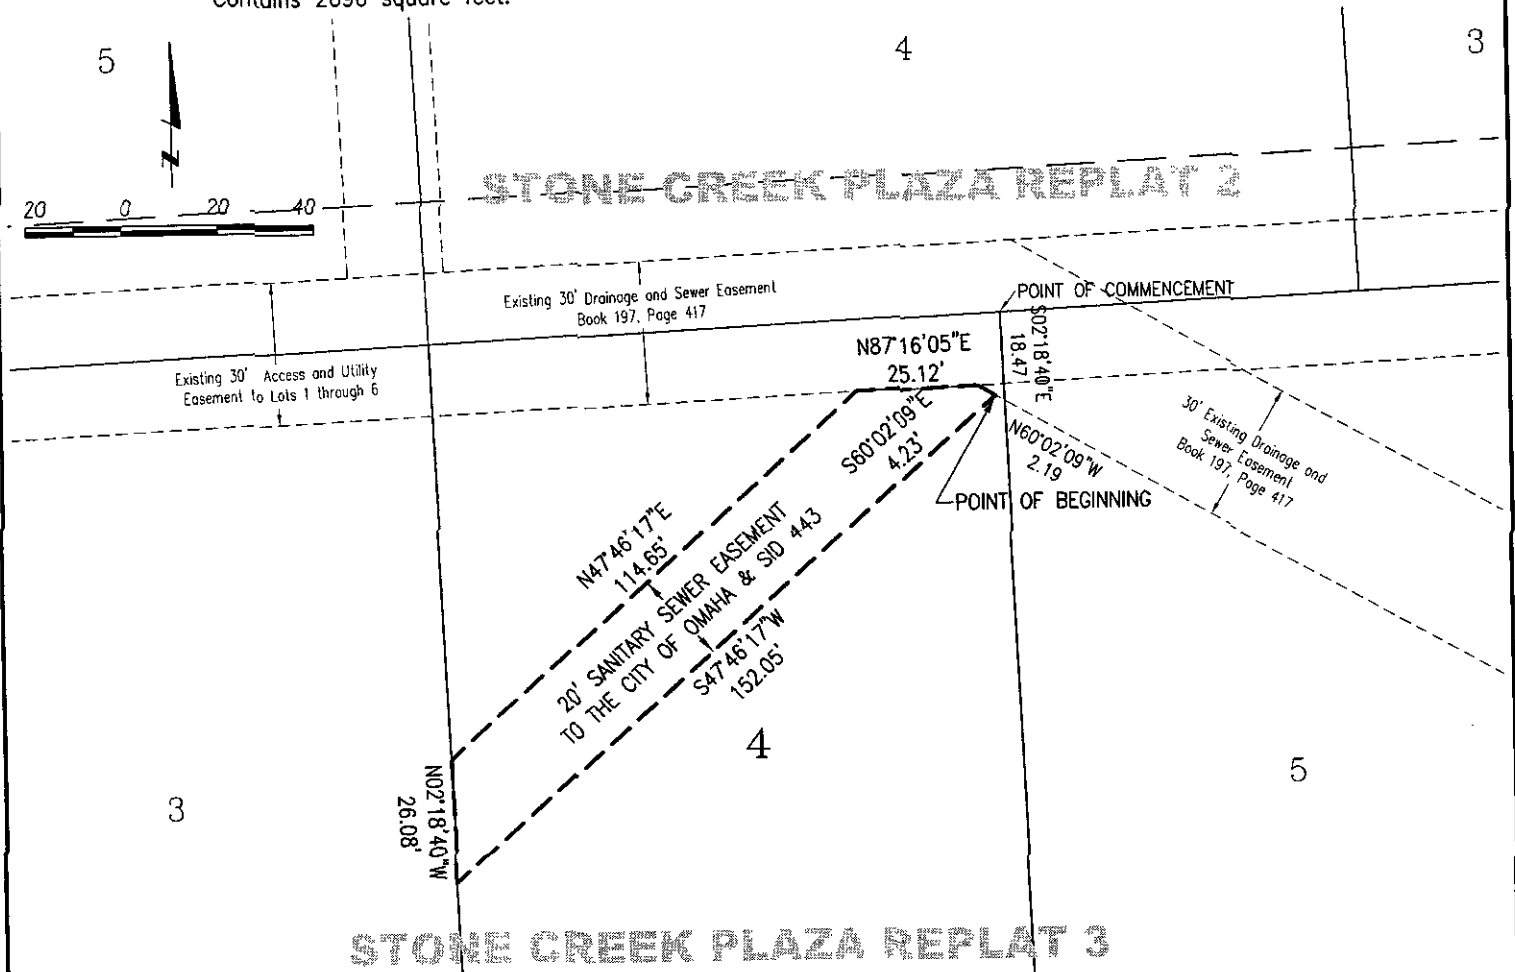 Contains 2696 square feet.
5
4
3
N
20 0 20 40
STONE CREEK PLAZA REPLAT 2
Existing 30' Drainage and Sewer Easement
Book 197, Page 417
POINT OF COMMENCEMENT
S02°18'40"E
18.47
N87°16'05"E
25.12'
Existing 30' Access and Utility
Easement to Lots 1 through 6
S60°02'09"E
4.23'
N60°02'09"W
2.19
30' Existing Drainage and
Sewer Easement
Book 197, Page 417
POINT OF BEGINNING
N47°46'17"E
114.65'
20' SANITARY SEWER EASEMENT
TO THE CITY OF OMAHA & SID 443
S47°46'17"W
152.05'
4
5
3
N02°18'40"W
26.08'
STONE CREEK PLAZA REPLAT 3